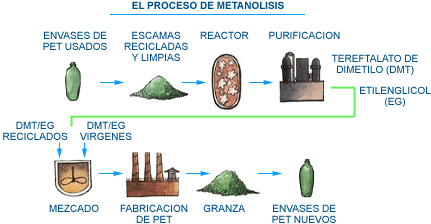 EL PROCESO DE METANOLISIS
ENVASES DE
PET USADOS
ESCAMAS
RECICLADAS
Y LIMPIAS
REACTOR
PURIFICACION
TEREFTALATO DE
DIMETILO (DMT)
ETILENGLICOL
(EG)
DMT/EG
RECICLADOS
DMT/EG
VIRGENES
MEZCADO
FABRICACION
DE PET
GRANZA
ENVASES DE
PET NUEVOS